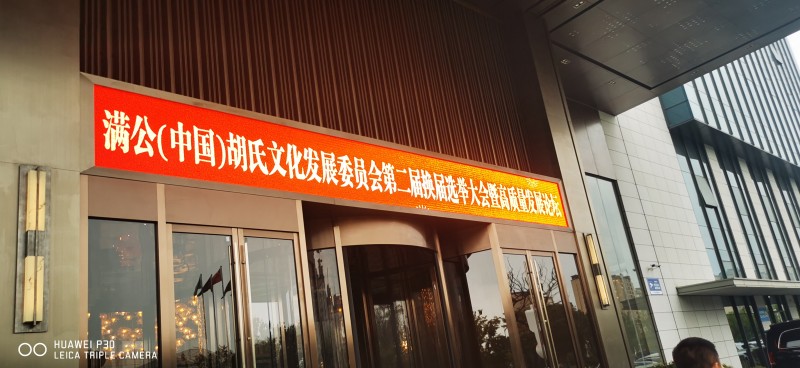 满公(中国)胡氏文化发展委员会第二届换届选举大会暨高质量发展论坛
HUAWEI P30
LEICA TRIPLE CAMERA